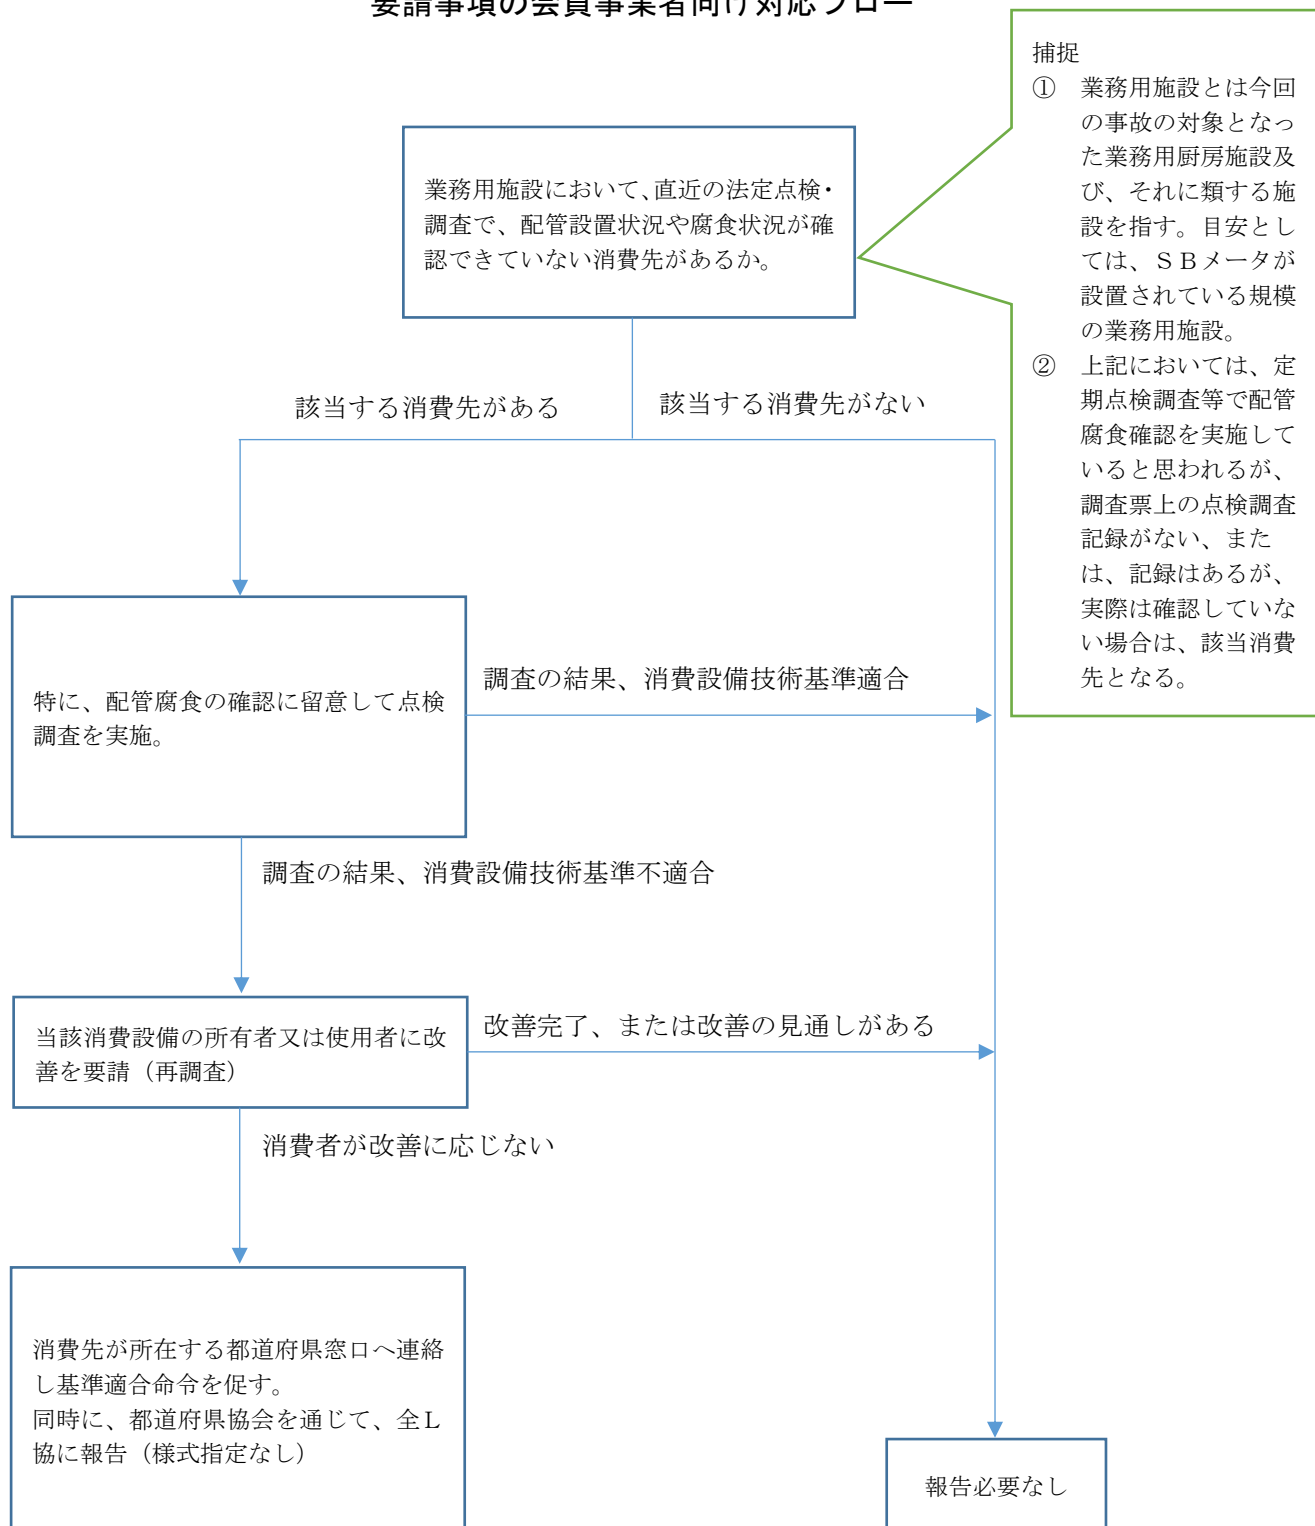 要請事項の会員事業者向け対応フロー
捕捉
① 業務用施設とは今回
の事故の対象となっ
た業務用厨房施設及
び、それに類する施
設を指す。目安とし
ては、ＳＢメータが
設置されている規模
の業務用施設。
② 上記においては、定
期点検調査等で配管
腐食確認を実施して
いると思われるが、
調査票上の点検調査
記録がない、また
は、記録はあるが、
実際は確認していな
い場合は、該当消費
先となる。
業務用施設において、直近の法定点検・
調査で、配管設置状況や腐食状況が確
認できていない消費先があるか。
該当する消費先がある
該当する消費先がない
特に、配管腐食の確認に留意して点検
調査を実施。
調査の結果、消費設備技術基準適合
調査の結果、消費設備技術基準不適合
当該消費設備の所有者又は使用者に改
善を要請（再調査）
改善完了、または改善の見通しがある
消費者が改善に応じない
消費先が所在する都道府県窓口へ連絡
し基準適合命令を促す。
同時に、都道府県協会を通じて、全Ｌ
協に報告（様式指定なし）
報告必要なし